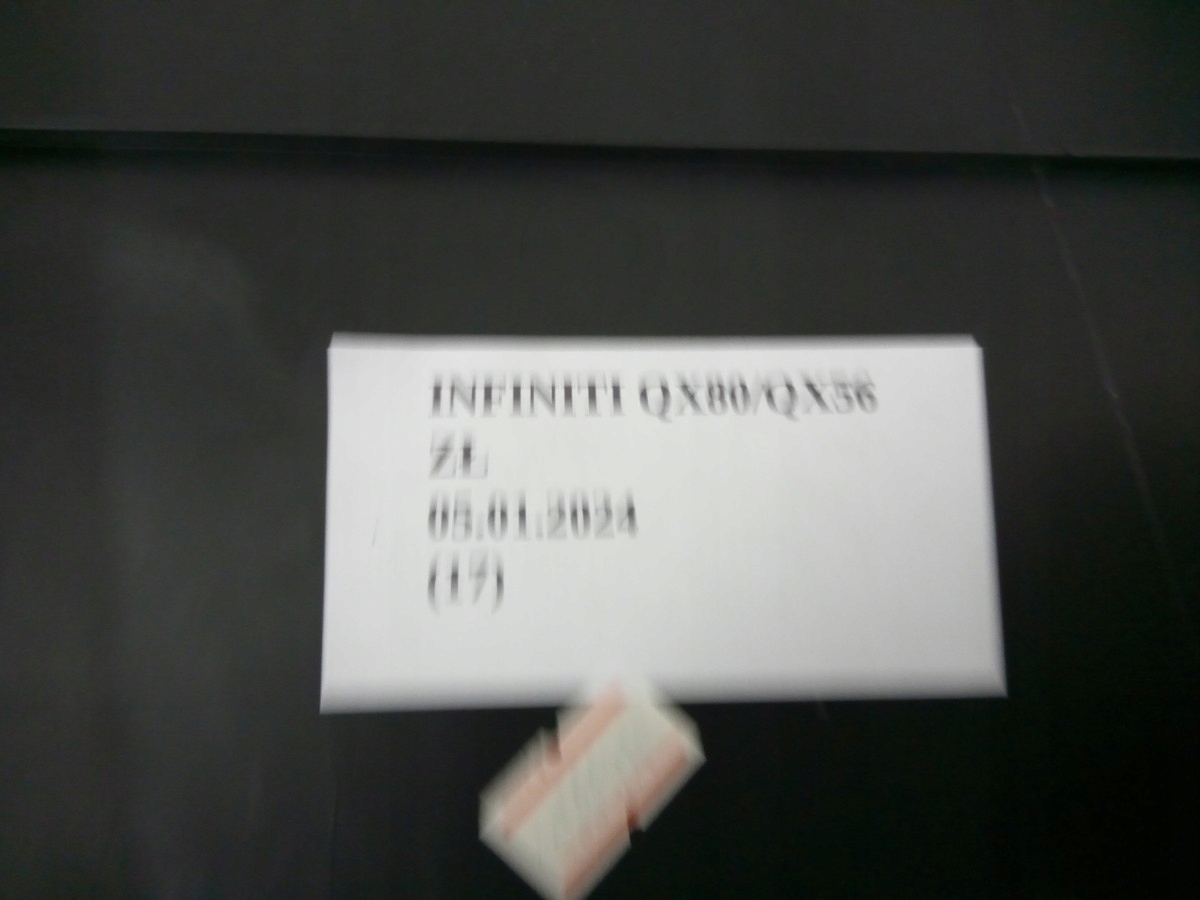 INFINITI QX80/QX56
ZL
05.01.2024
(17)